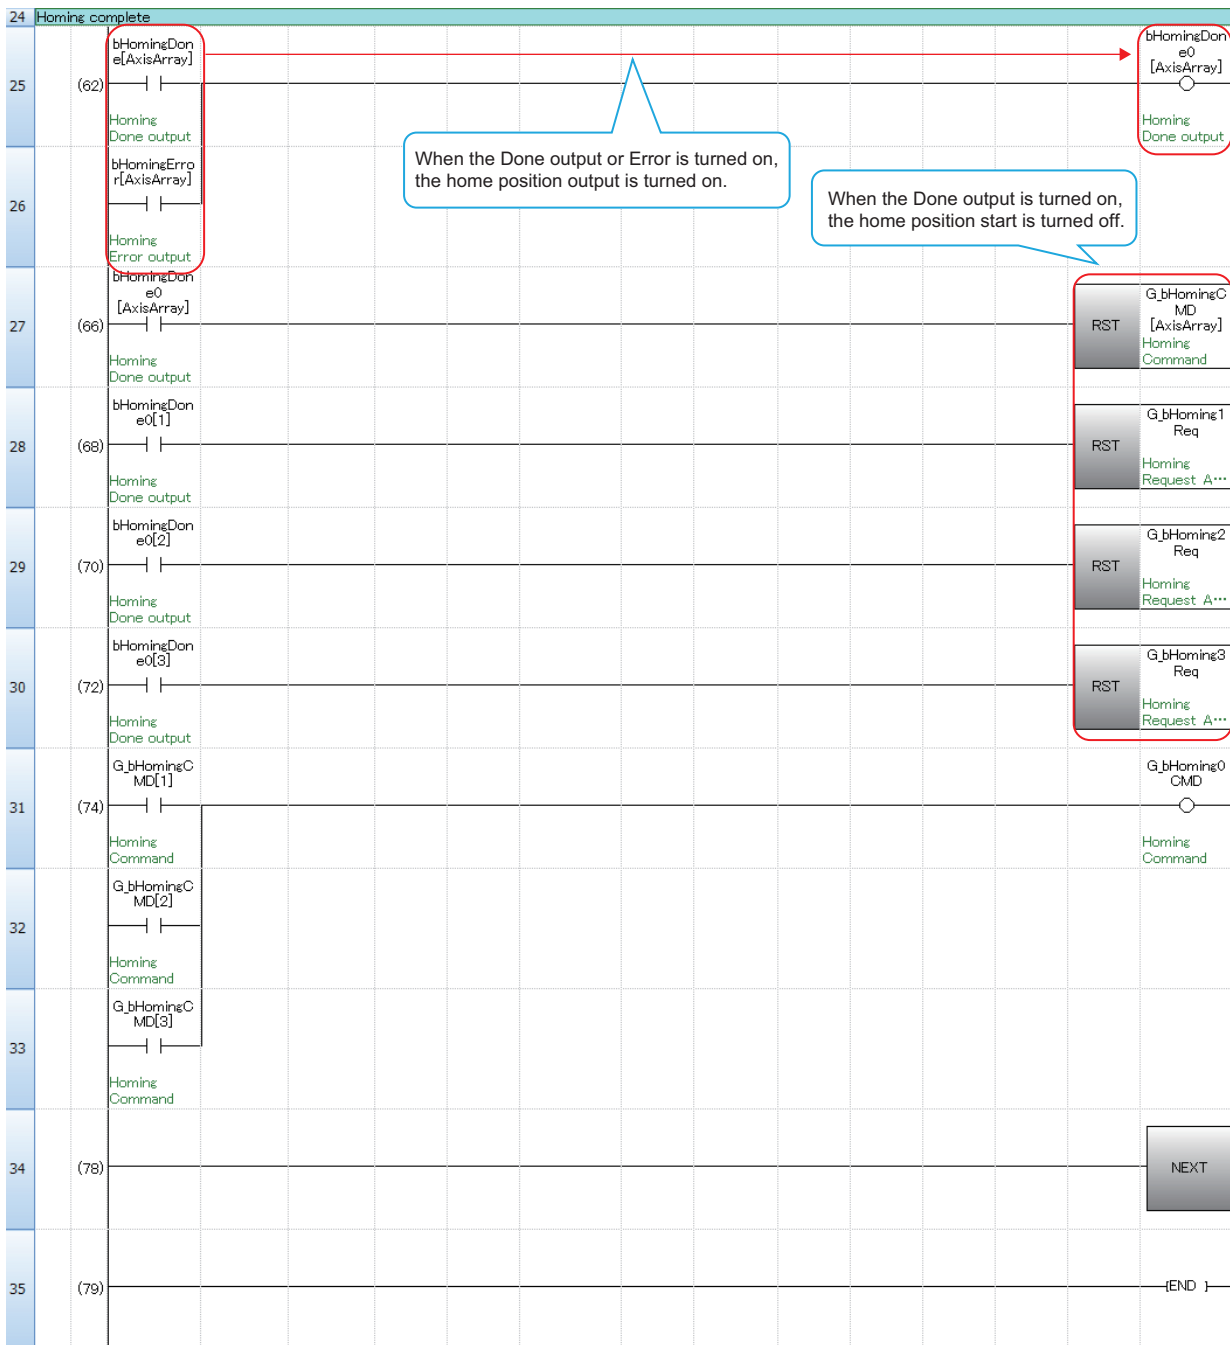 24 Homing complete
bHomingDon
e[AxisArray]
bHomingDon
e0
[AxisArray]
25 (62)
Homing
Done output
Homing
Done output
When the Done output or Error is turned on,
the home position output is turned on.
bHomingErro
r[AxisArray]
26
Homing
Error output
When the Done output is turned on,
the home position start is turned off.
bHomingDon
e0
[AxisArray]
27 (66)
Homing
Done output
RST
G_bHomingC
MD
[AxisArray]
Homing
Command
bHomingDon
e0[1]
28 (68)
Homing
Done output
RST
G_bHoming1
Req
Homing
Request A…
bHomingDon
e0[2]
29 (70)
Homing
Done output
RST
G_bHoming2
Req
Homing
Request A…
bHomingDon
e0[3]
30 (72)
Homing
Done output
RST
G_bHoming3
Req
Homing
Request A…
G_bHomingC
MD[1]
31 (74)
Homing
Command
G_bHoming0
CMD
Homing
Command
G_bHomingC
MD[2]
32
Homing
Command
G_bHomingC
MD[3]
33
Homing
Command
34 (78)
NEXT
35 (79)
[END ]